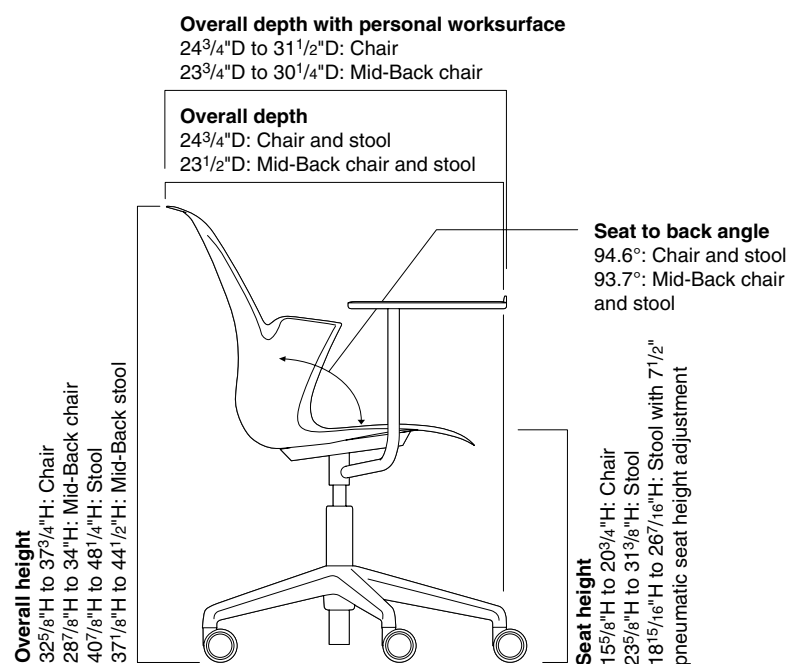 Overall depth with personal worksurface
243/4"D to 311/2"D: Chair
233/4"D to 301/4"D: Mid-Back chair
Overall depth
243/4"D: Chair and stool
231/2"D: Mid-Back chair and stool
Seat to back angle
94.6°: Chair and stool
93.7°: Mid-Back chair
and stool
Overall height
325/8"H to 373/4"H: Chair
287/8"H to 34"H: Mid-Back chair
407/8"H to 481/4"H: Stool
371/8"H to 441/2"H: Mid-Back stool
Seat height
155/8"H to 203/4"H: Chair
235/8"H to 313/8"H: Stool
1815/16"H to 267/16"H: Stool with 71/2"
pneumatic seat height adjustment